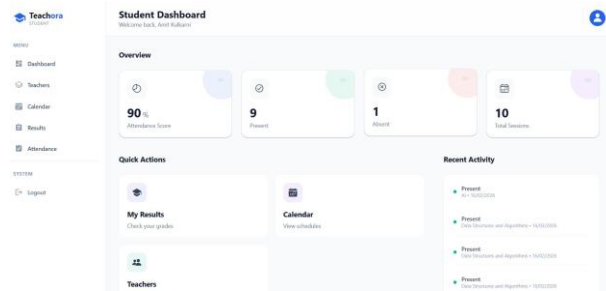 Teachora
STUDENT
Student Dashboard
Welcome back, Amit Kulkarni
MENU
Dashboard
Teachers
Calendar
Results
Attendance
SYSTEM
Logout
Overview
90 %
Attendance Score
9
Present
1
Absent
10
Total Sessions
Quick Actions
My Results
Check your grades
Calendar
View schedules
Teachers
Recent Activity
Present
Present
Data Structures and Algorithms •
Present
Data Structures and Algorithms •
Present
Data Structures and Algorithms •